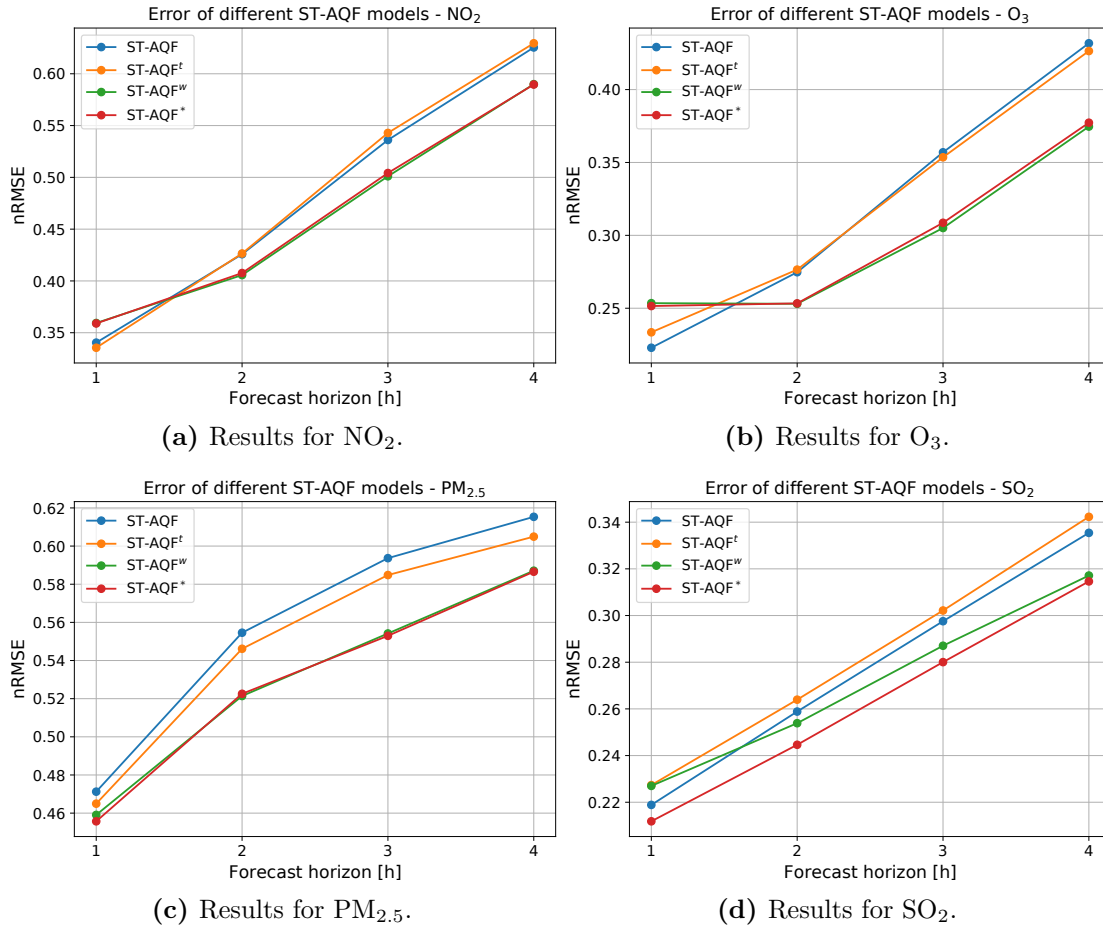 Error of different ST-AQF models - NO₂
nRMSE
0.60
0.55
0.50
0.45
0.40
0.35
ST-AQF
ST-AQFᵗ
ST-AQFʷ
ST-AQF*
1 2 3 4
Forecast horizon [h]
(a) Results for NO₂.
Error of different ST-AQF models - O₃
nRMSE
0.40
0.35
0.30
0.25
ST-AQF
ST-AQFᵗ
ST-AQFʷ
ST-AQF*
1 2 3 4
Forecast horizon [h]
(b) Results for O₃.
Error of different ST-AQF models - PM₂.₅
nRMSE
0.62
0.60
0.58
0.56
0.54
0.52
0.50
0.48
0.46
ST-AQF
ST-AQFᵗ
ST-AQFʷ
ST-AQF*
1 2 3 4
Forecast horizon [h]
(c) Results for PM₂.₅.
Error of different ST-AQF models - SO₂
nRMSE
0.34
0.32
0.30
0.28
0.26
0.24
0.22
ST-AQF
ST-AQFᵗ
ST-AQFʷ
ST-AQF*
1 2 3 4
Forecast horizon [h]
(d) Results for SO₂.